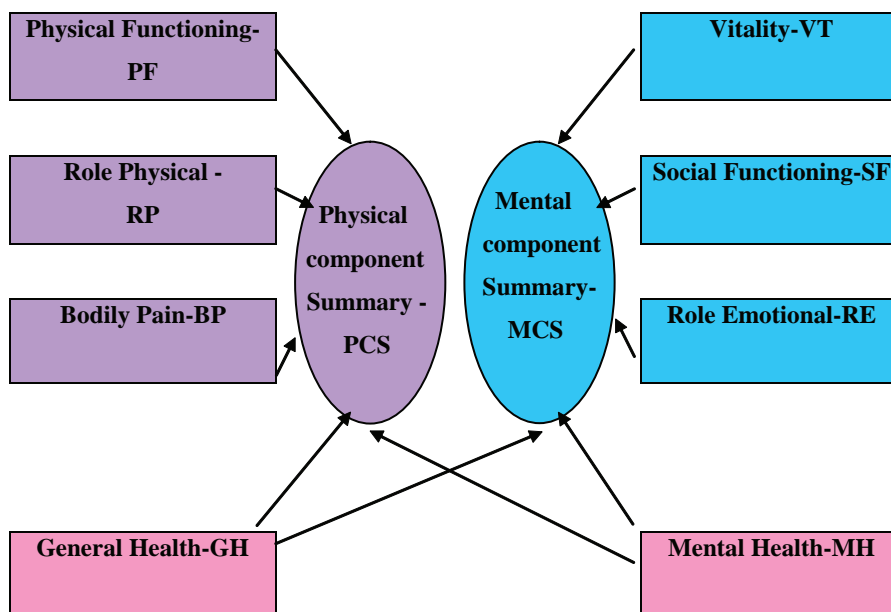 Physical Functioning-
PF
Vitality-VT
Role Physical -
RP
Social Functioning-SF
Physical
component
Summary -
PCS
Mental
component
Summary-
MCS
Bodily Pain-BP
Role Emotional-RE
General Health-GH
Mental Health-MH